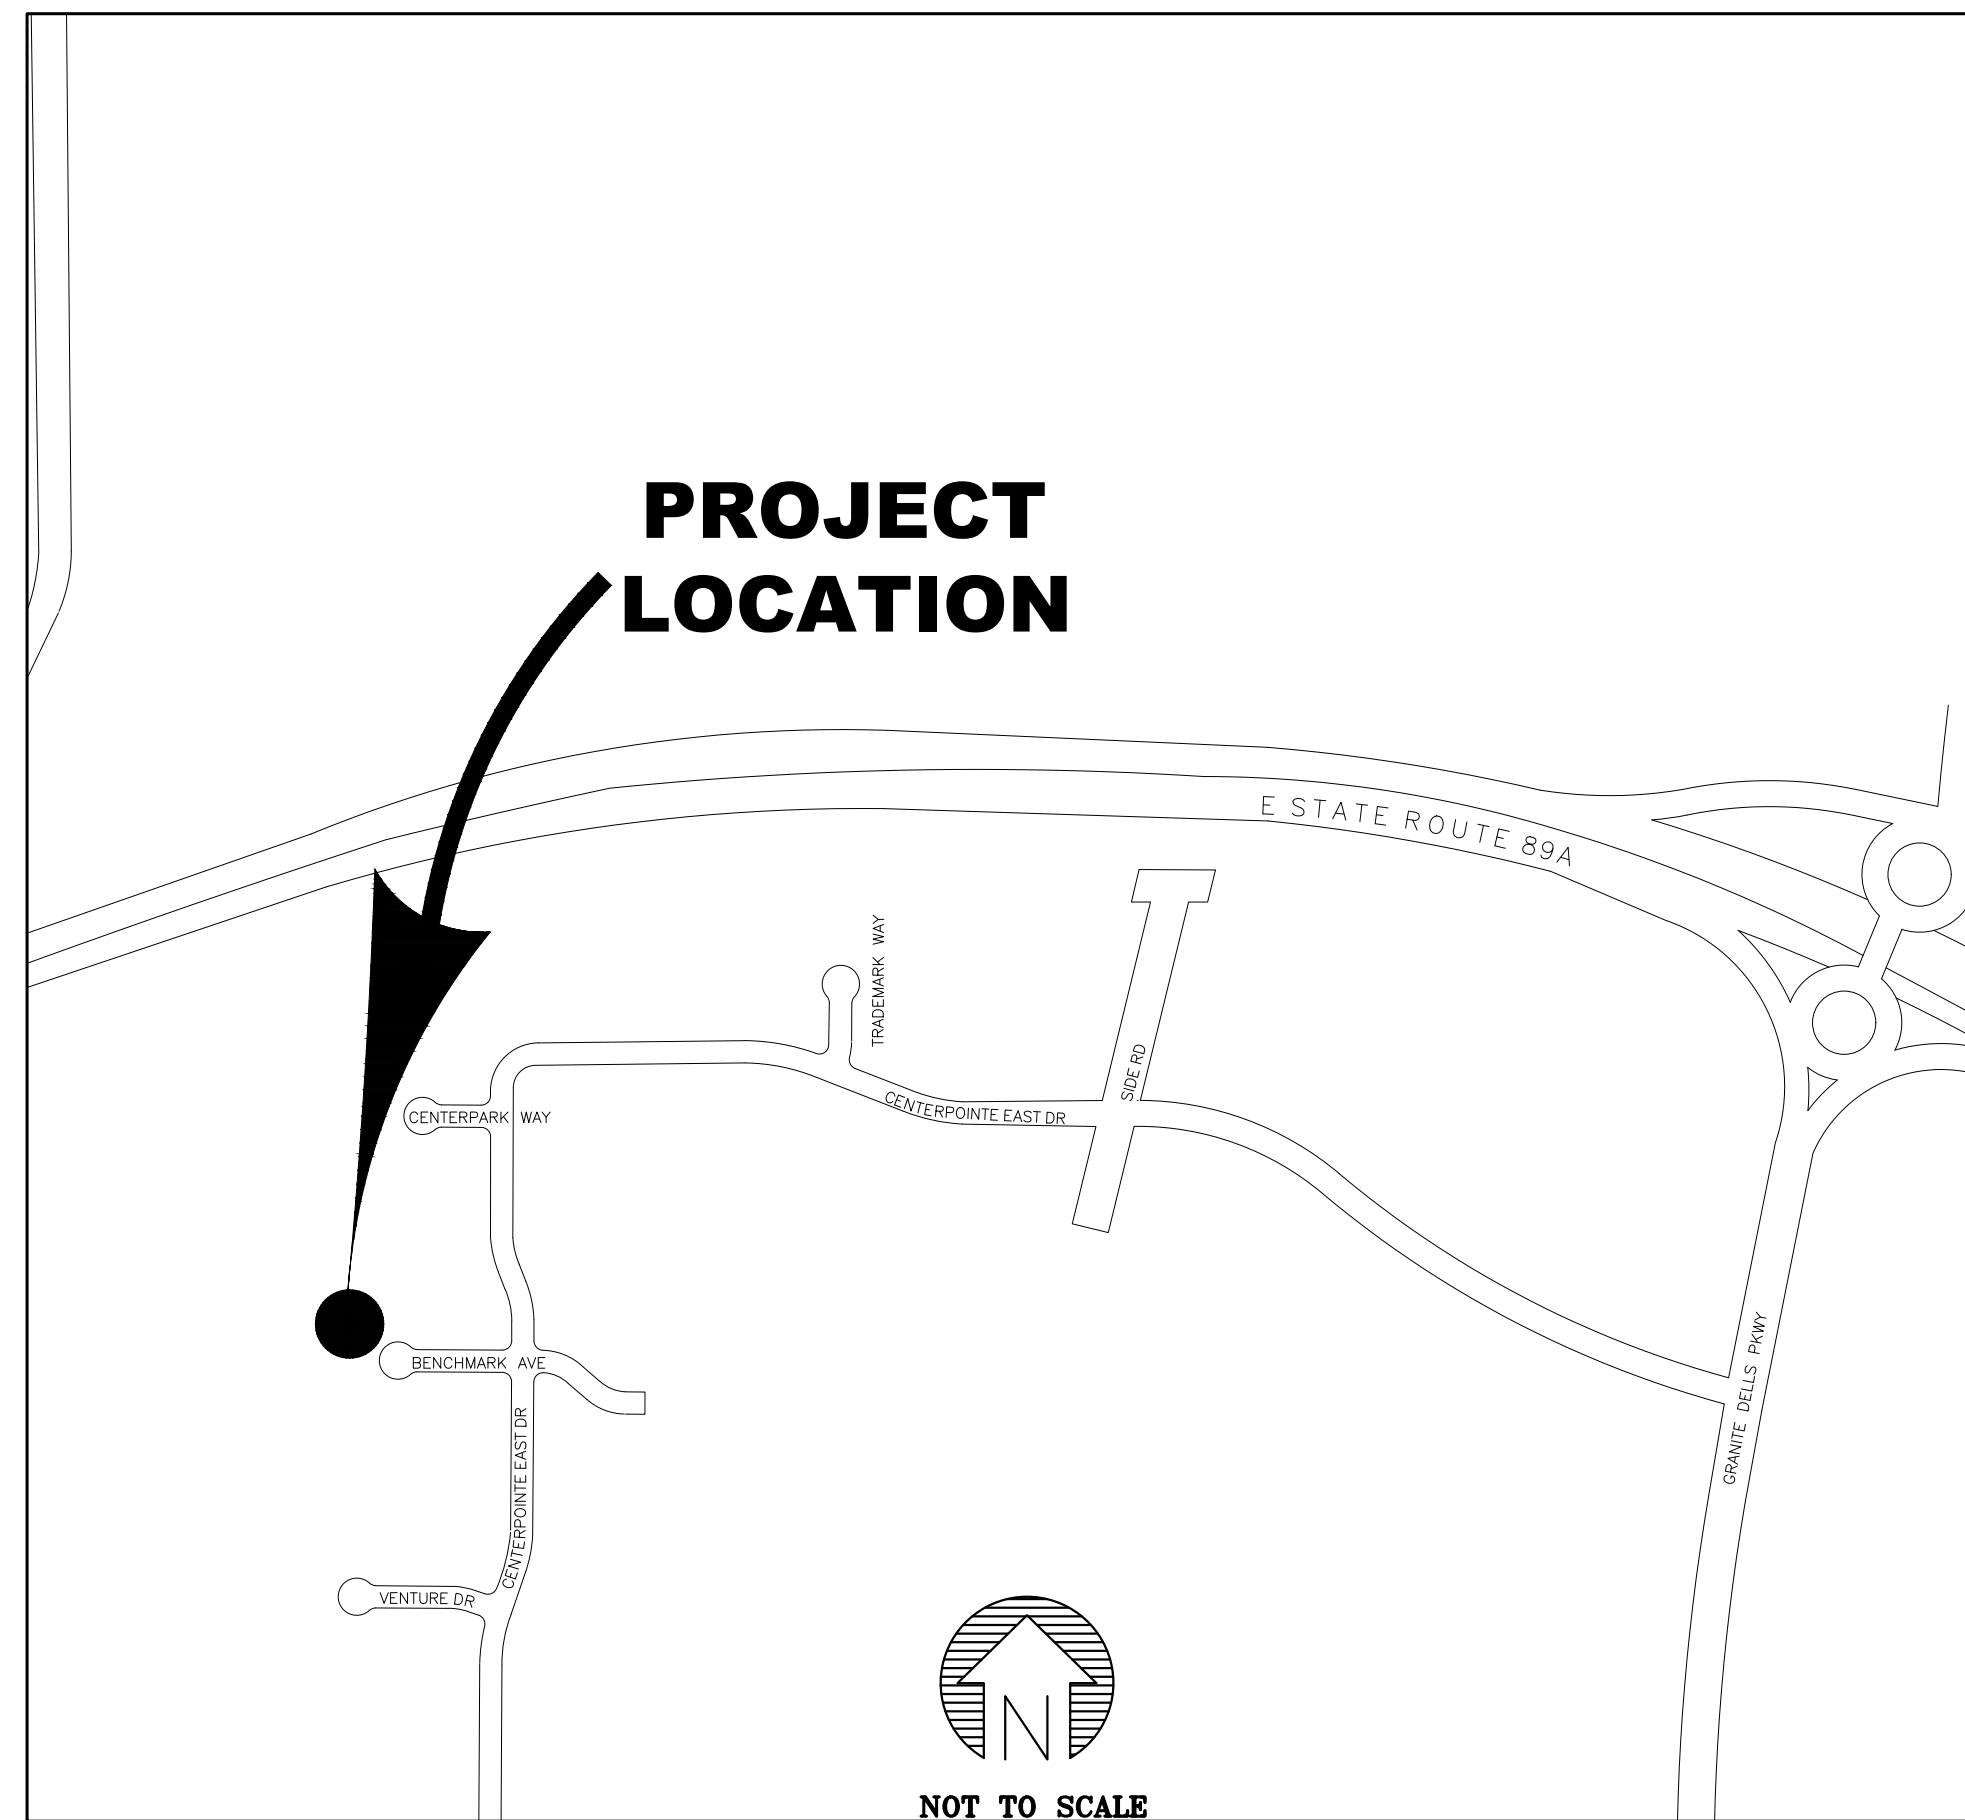 PROJECT
LOCATION
E STATE ROUTE 89A
TRADEMARK WAY
SIDE RD
CENTERPARK WAY
CENTERPOINTE EAST DR
BENCHMARK AVE
GRANITE DELLS PKWY
CENTERPOINTE EAST DR
VENTURE DR
N
NOT TO SCALE